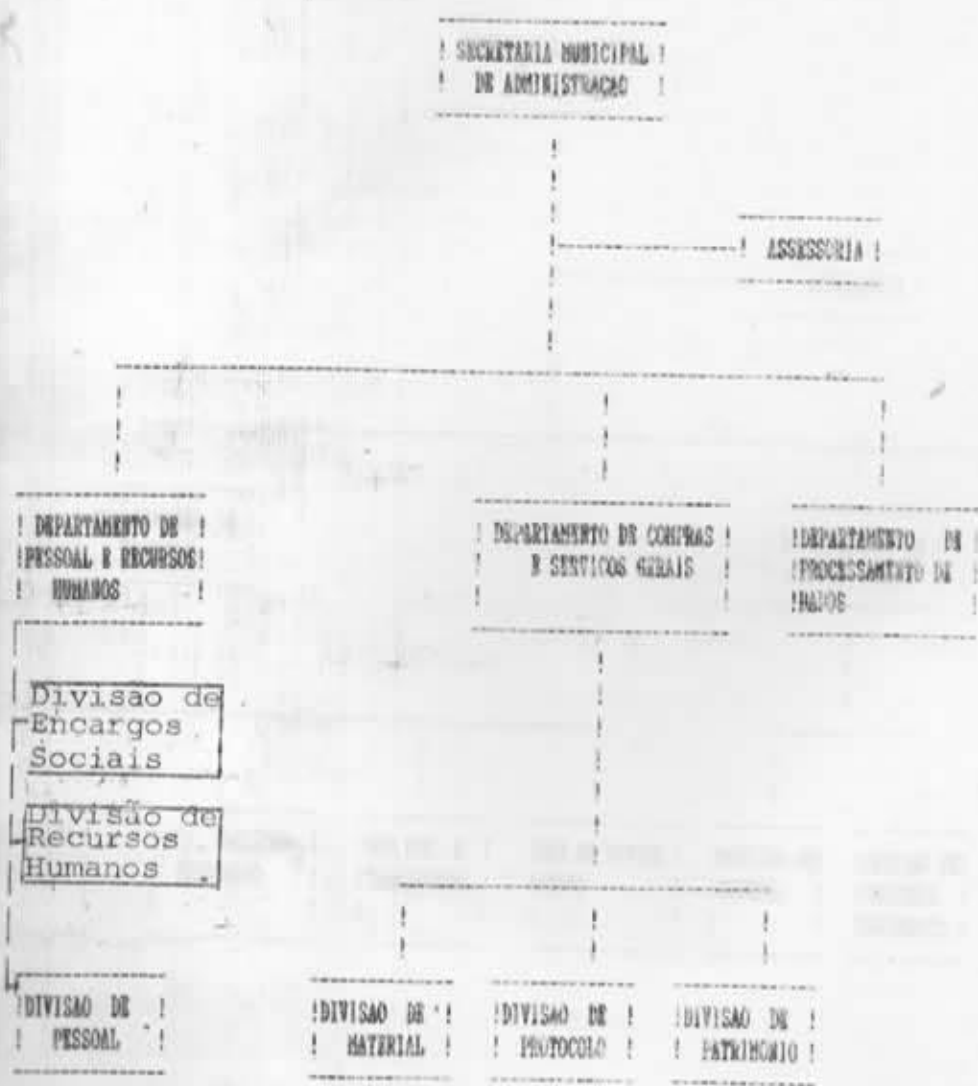 SECRETARIA MUNICIPAL
DE ADMINISTRAÇÃO
ASSESSORIA
DEPARTAMENTO DE
PESSOAL E RECURSOS
HUMANOS
DEPARTAMENTO DE COMPRAS
E SERVICOS GERAIS
DEPARTAMENTO DE
PROCESSAMENTO DE
DADOS
Divisão de
Encargos
Sociais
Divisão de
Recursos
Humanos
DIVISAO DE
PESSOAL
DIVISAO DE
MATERIAL
DIVISAO DE
PROTOCOLO
DIVISAO DE
PATRIMONIO